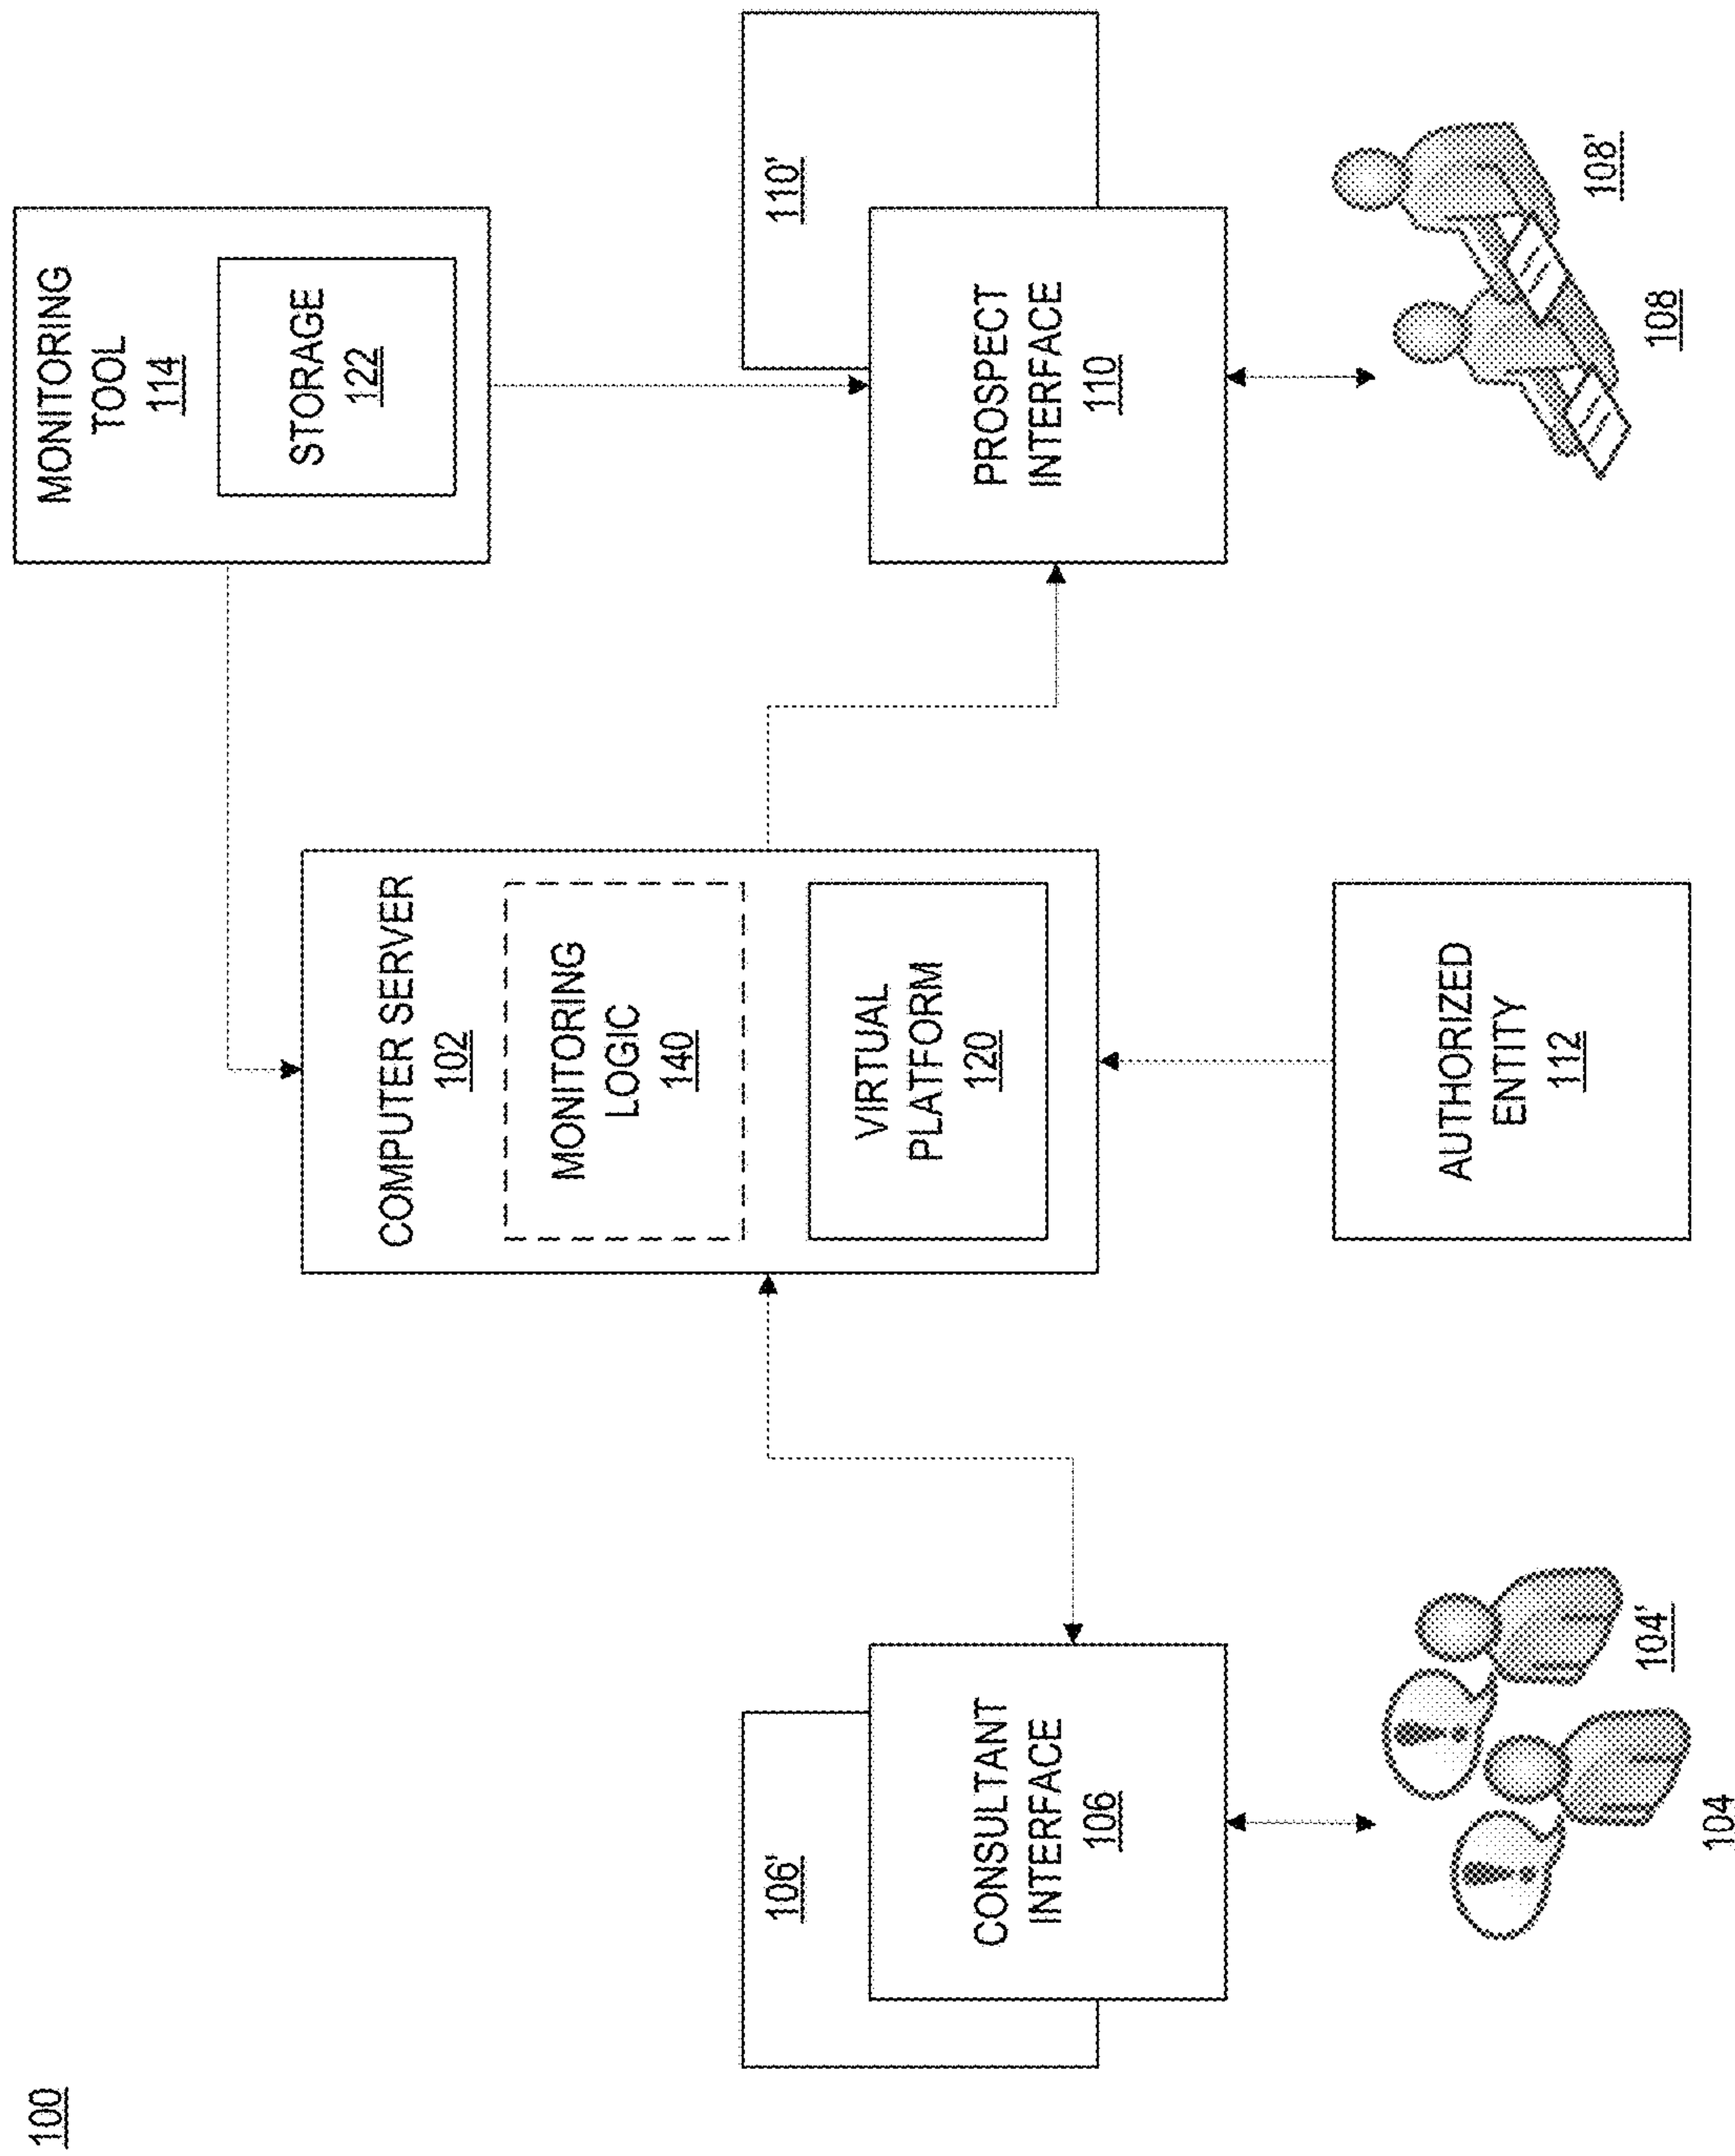 100
MONITORING
TOOL
114
STORAGE
122
COMPUTER SERVER
102
MONITORING
LOGIC
140
VIRTUAL
PLATFORM
120
106'
CONSULTANT
INTERFACE
106
110'
PROSPECT
INTERFACE
110
AUTHORIZED
ENTITY
112
104'
104
108
108'